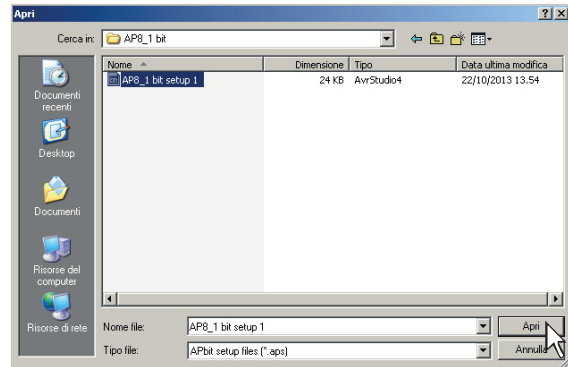 Apri
Cerca in: AP8_1 bit
Nome Dimensione Tipo Data ultima modifica
AP8_1 bit setup 1 24 KB AvrStudio4 22/10/2013 13.54
Documenti
recenti
Desktop
Documenti
Risorse del
computer
Risorse di rete
Nome file: AP8_1 bit setup 1 Apri
Tipo file: APbit setup files (*.aps) Annulla